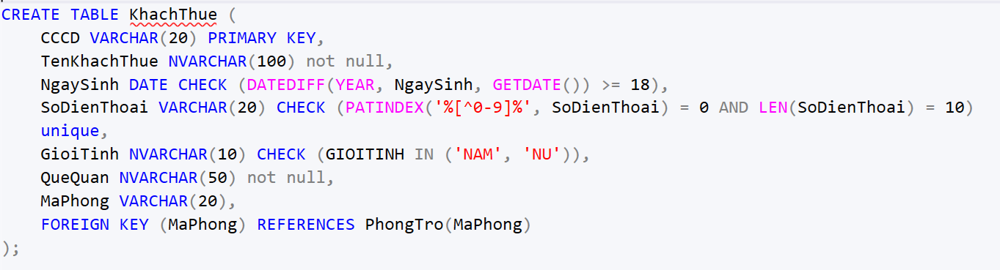 CREATE TABLE KhachThue (
    CCCD VARCHAR(20) PRIMARY KEY,
    TenKhachThue NVARCHAR(100) not null,
    NgaySinh DATE CHECK (DATEDIFF(YEAR, NgaySinh, GETDATE()) >= 18),
    SoDienThoai VARCHAR(20) CHECK (PATINDEX('%[^0-9]%', SoDienThoai) = 0 AND LEN(SoDienThoai) = 10)
    unique,
    GioiTinh NVARCHAR(10) CHECK (GIOITINH IN ('NAM', 'NU')),
    QueQuan NVARCHAR(50) not null,
    MaPhong VARCHAR(20),
    FOREIGN KEY (MaPhong) REFERENCES PhongTro(MaPhong)
);